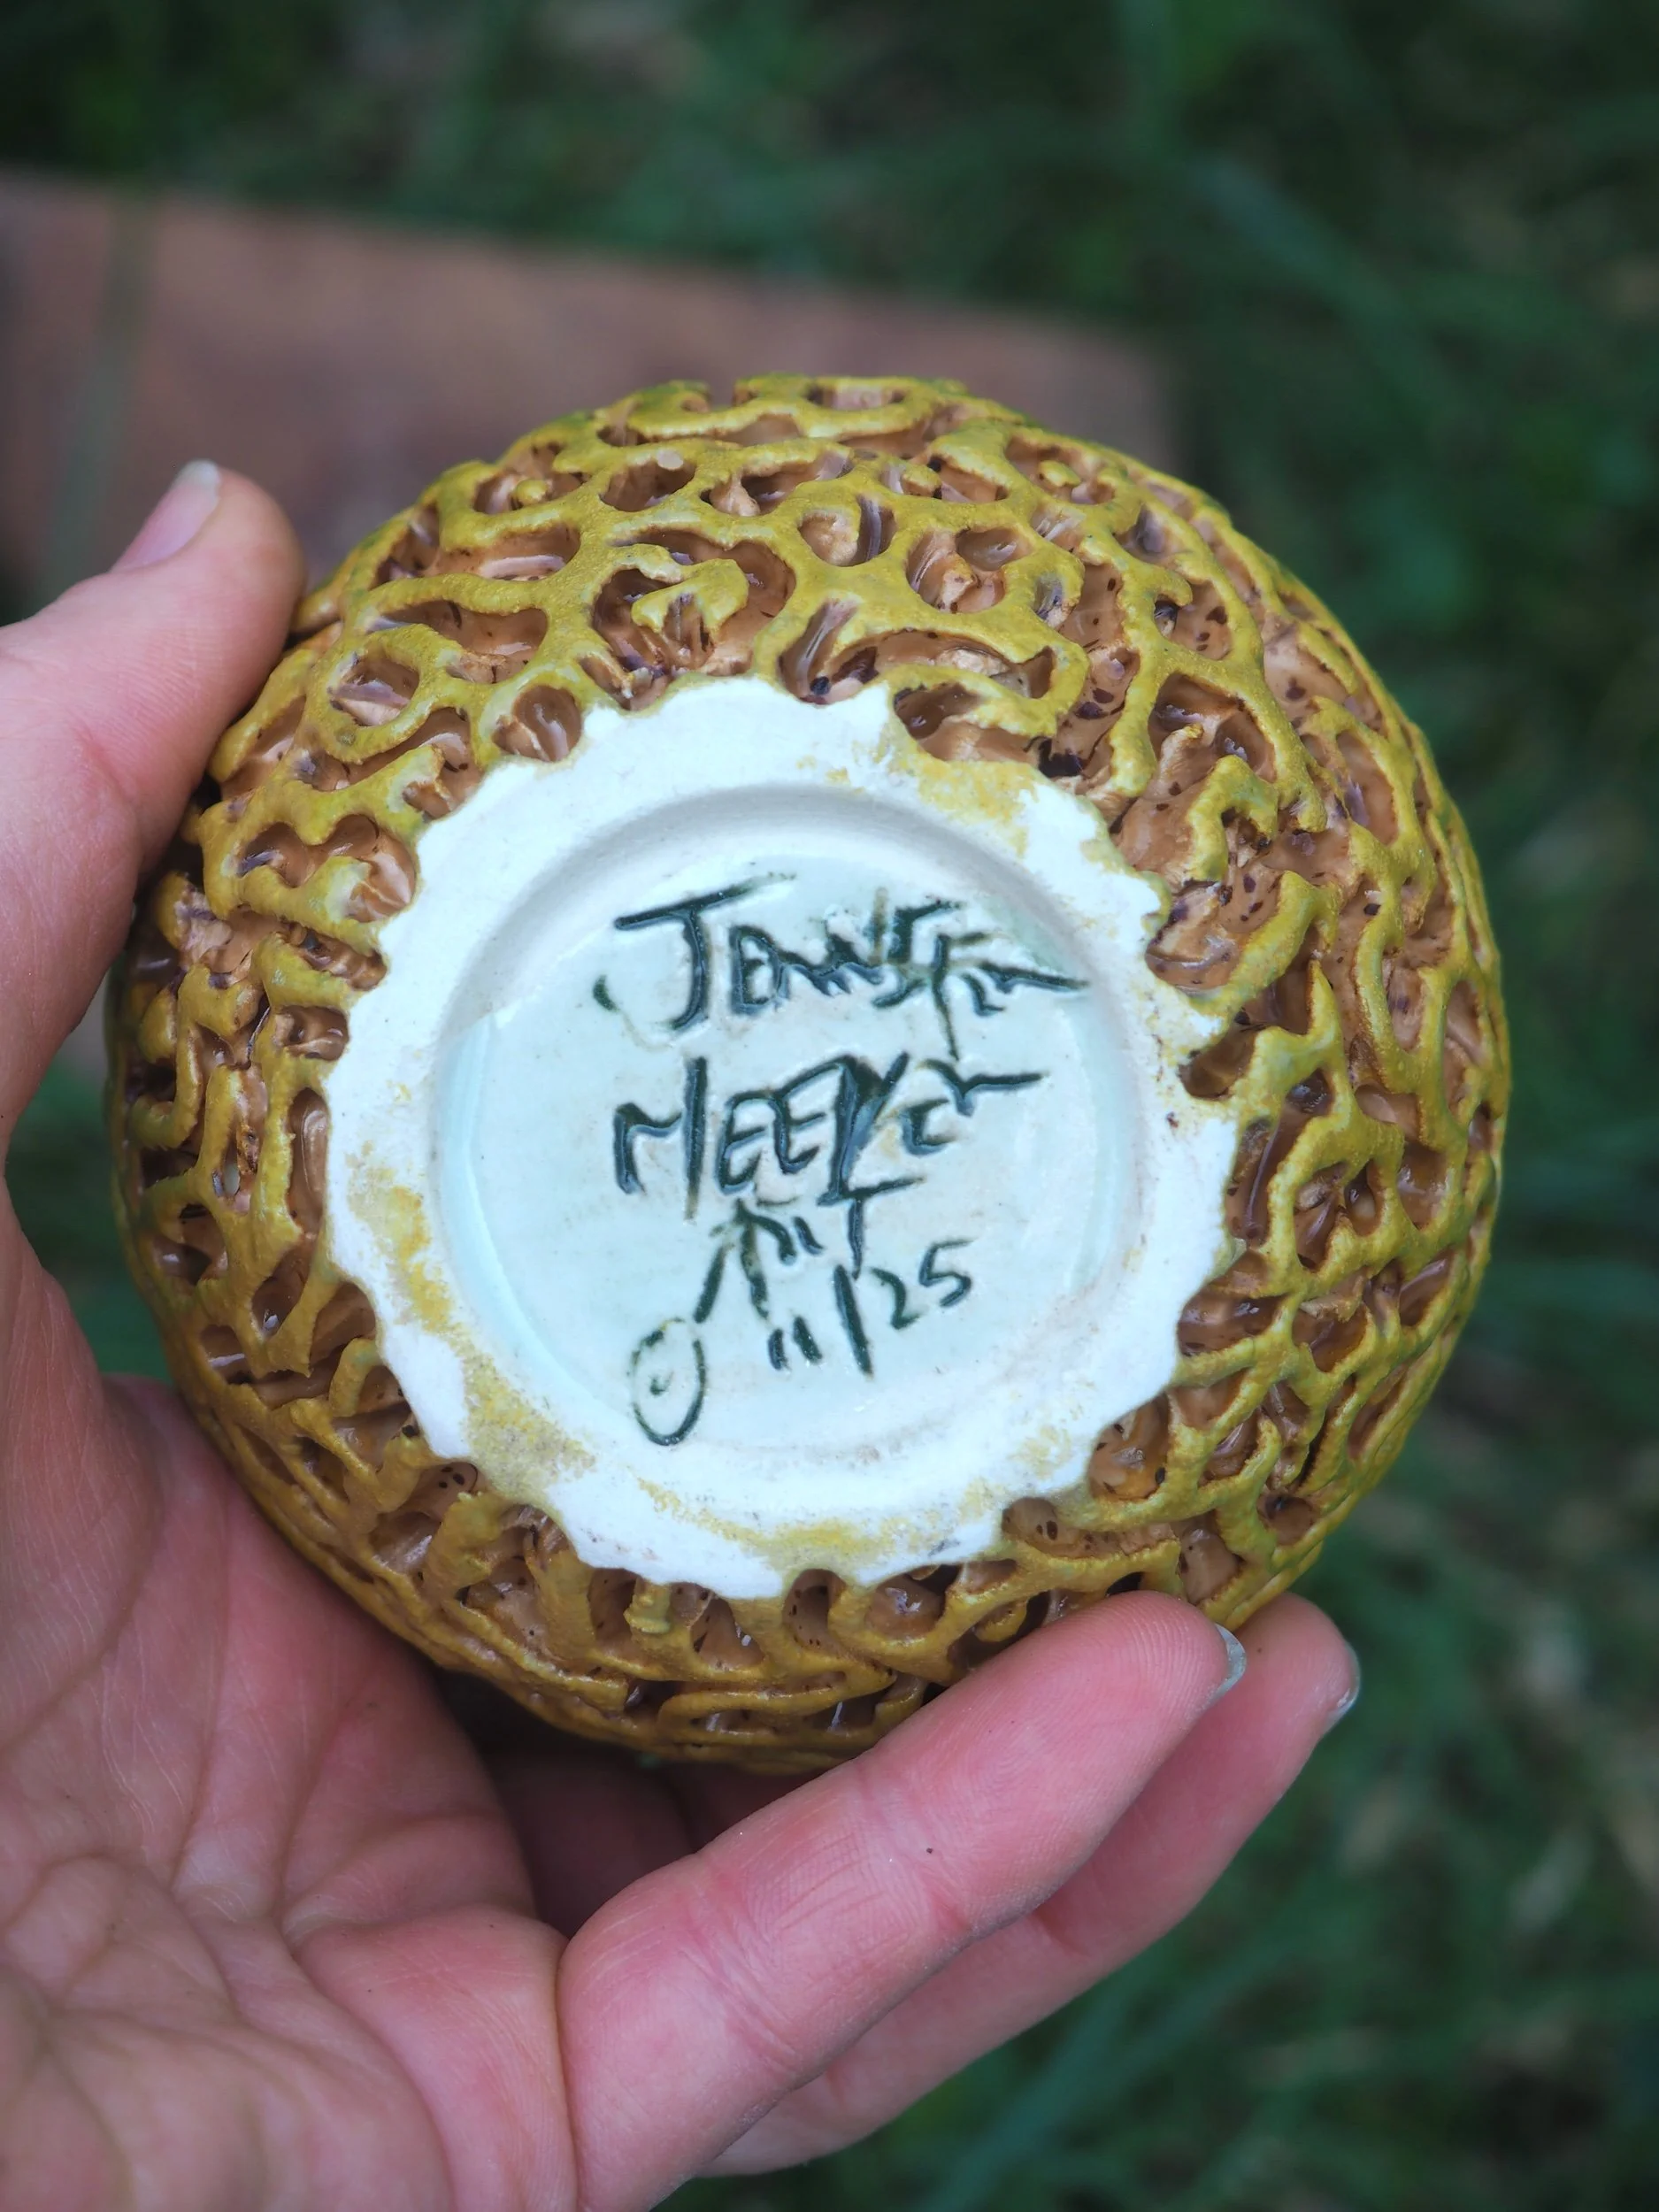 JENNIFER
MEEKER
ART
11/25